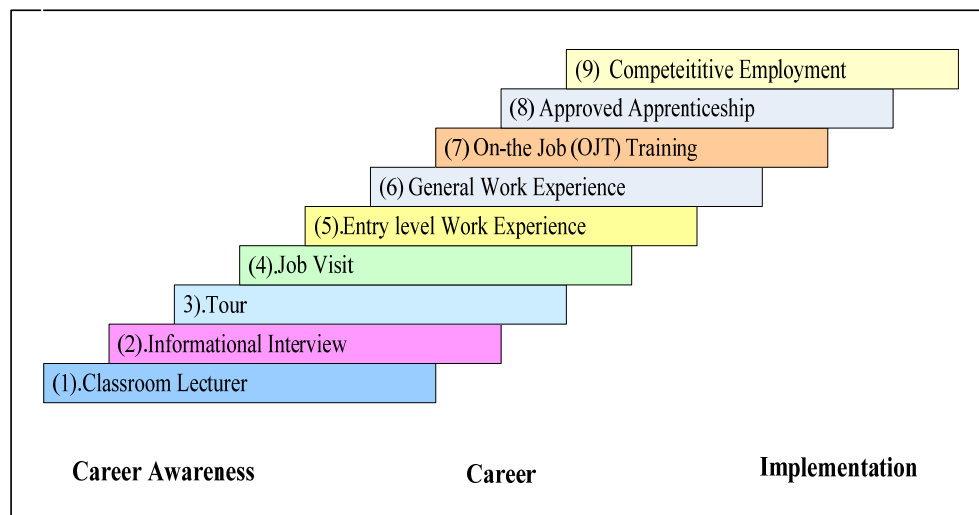 (9) Competeititive Employment
(8) Approved Apprenticeship
(7) On-the Job (OJT) Training
(6) General Work Experience
(5).Entry level Work Experience
(4).Job Visit
3).Tour
(2).Informational Interview
(1).Classroom Lecturer
Career Awareness Career Implementation